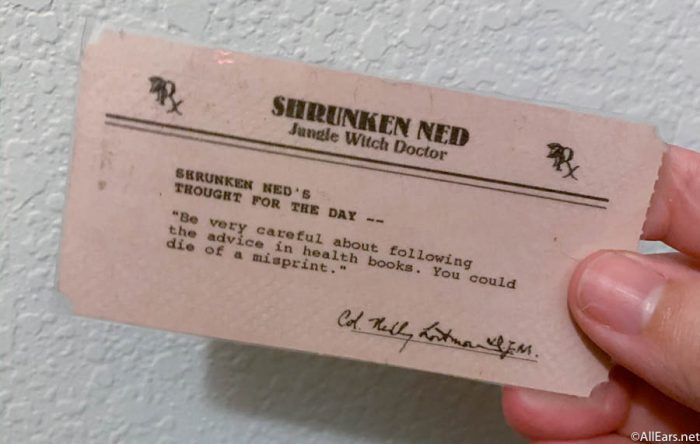 SHRUNKEN NED
Jungle Witch Doctor
SHRUNKEN NED'S
THOUGHT FOR THE DAY --
"Be very careful about following
the advice in health books. You could
die of a misprint."
Col.
©AllEars.net